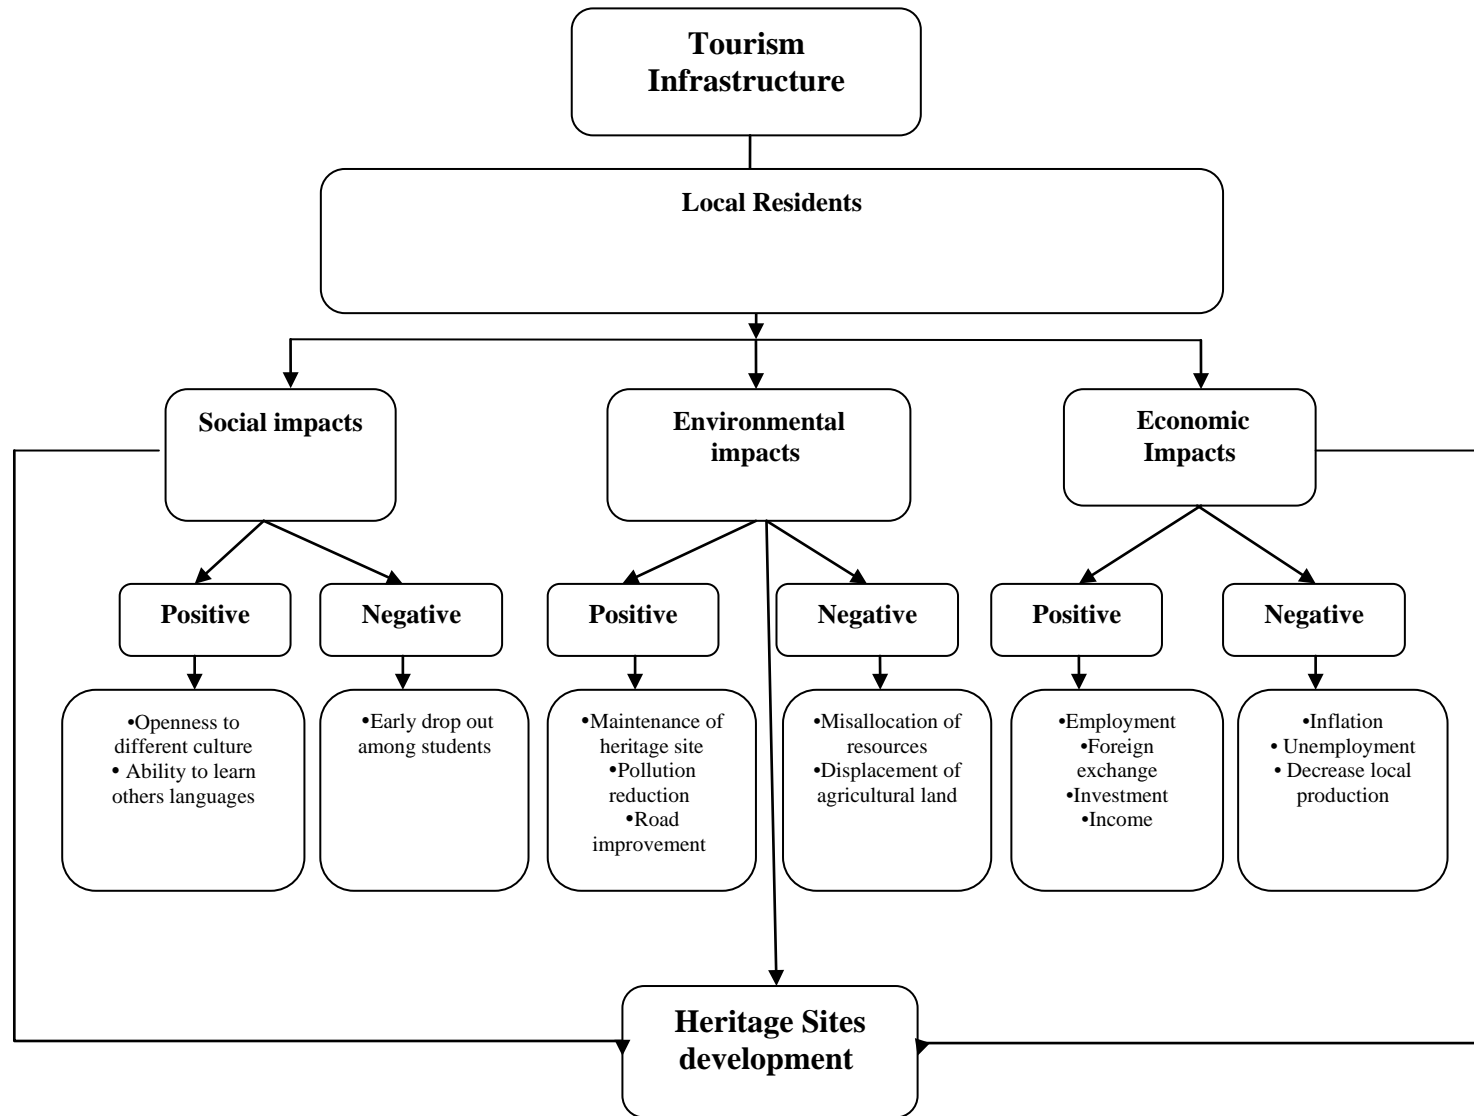 Tourism
Infrastructure
Local Residents
Social impacts
Environmental
impacts
Economic
Impacts
Positive
Negative
Positive
Negative
Positive
Negative
•Openness to
different culture
• Ability to learn
others languages
•Early drop out
among students
•Maintenance of
heritage site
•Pollution
reduction
•Road
improvement
•Misallocation of
resources
•Displacement of
agricultural land
•Employment
•Foreign
exchange
•Investment
•Income
•Inflation
• Unemployment
• Decrease local
production
Heritage Sites
development